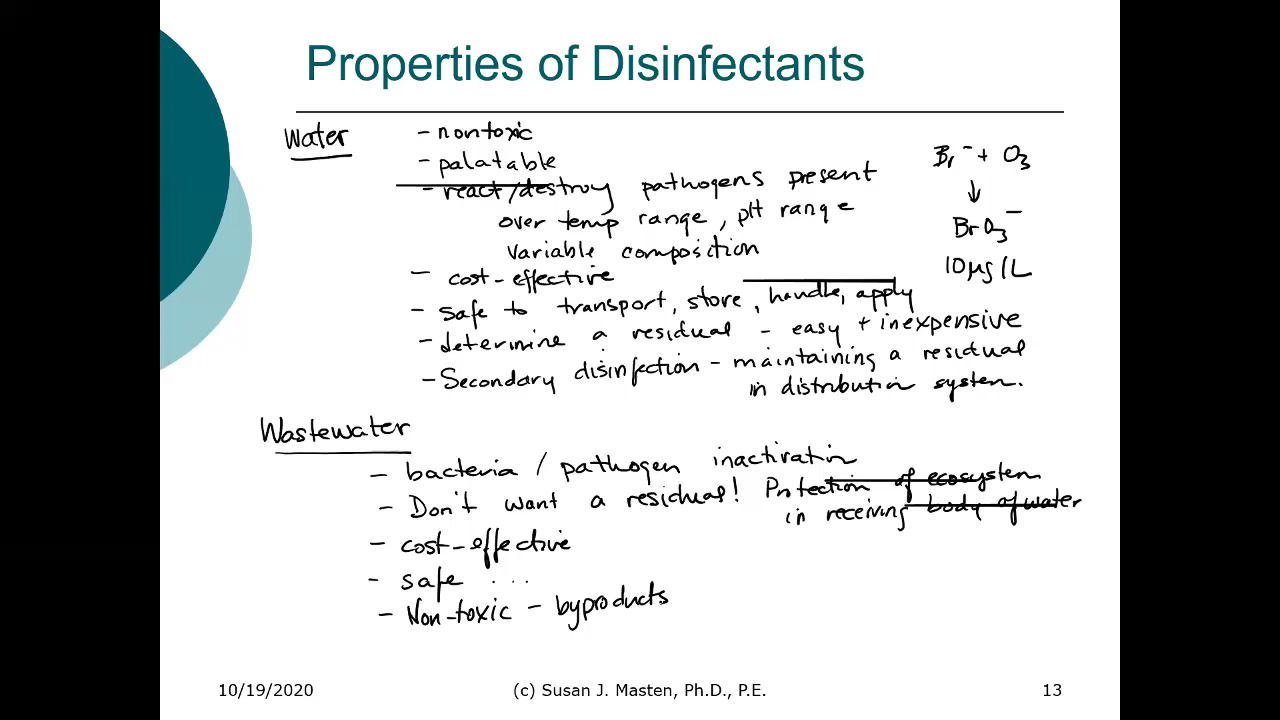 Properties of Disinfectants
Water
- nontoxic
- palatable
- react/destroy pathogens present
over temp range, pH range
variable composition
- cost-effective
- safe to transport, store, handle, apply
- determine a residual - easy + inexpensive
- Secondary disinfection - maintaining a residual
in distribution system.
Br⁻ + O₃
↓
BrO₃⁻
10 µg/L
Wastewater
- bacteria / pathogen inactivation
- Don't want a residual! Protection of ecosystem
in receiving body of water
- cost-effective
- safe ...
- Non-toxic - byproducts
10/19/2020 (c) Susan J. Masten, Ph.D., P.E. 13